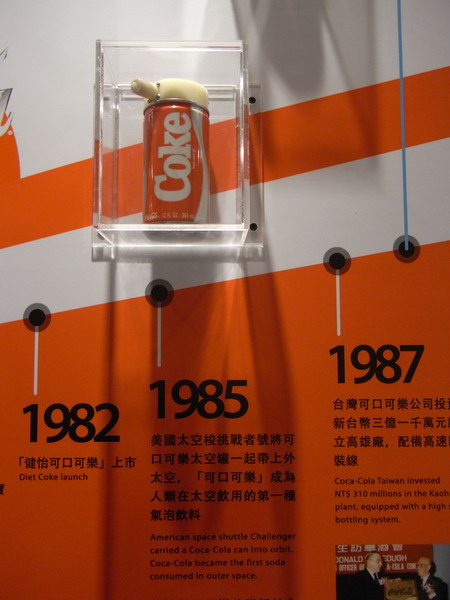 Coke
1982
「健怡可口可樂」上市
Diet Coke launch
1985
美國太空梭挑戰者號將可
口可樂太空罐一起帶上外
太空，「可口可樂」成為
人類在太空飲用的第一種
氣泡飲料
American space shuttle Challenger
carried a Coca-Cola can into orbit.
Coca-Cola became the first soda
consumed in outer space.
1987
台灣可口可樂公司投資
新台幣三億一千萬元
立高雄廠，配備高速
裝線
Coca-Cola Taiwan invested
NT$ 310 millions in the Kaoh
plant, equipped with a high s
bottling system.